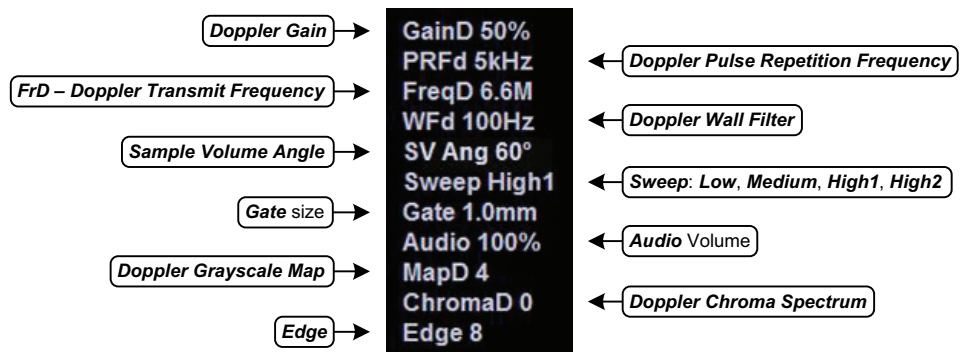 Doppler Gain
GainD 50%
PRFd 5kHz
Doppler Pulse Repetition Frequency
FrD – Doppler Transmit Frequency
FreqD 6.6M
WFd 100Hz
Doppler Wall Filter
Sample Volume Angle
SV Ang 60°
Sweep High1
Sweep: Low, Medium, High1, High2
Gate size
Gate 1.0mm
Audio 100%
Audio Volume
Doppler Grayscale Map
MapD 4
ChromaD 0
Doppler Chroma Spectrum
Edge
Edge 8